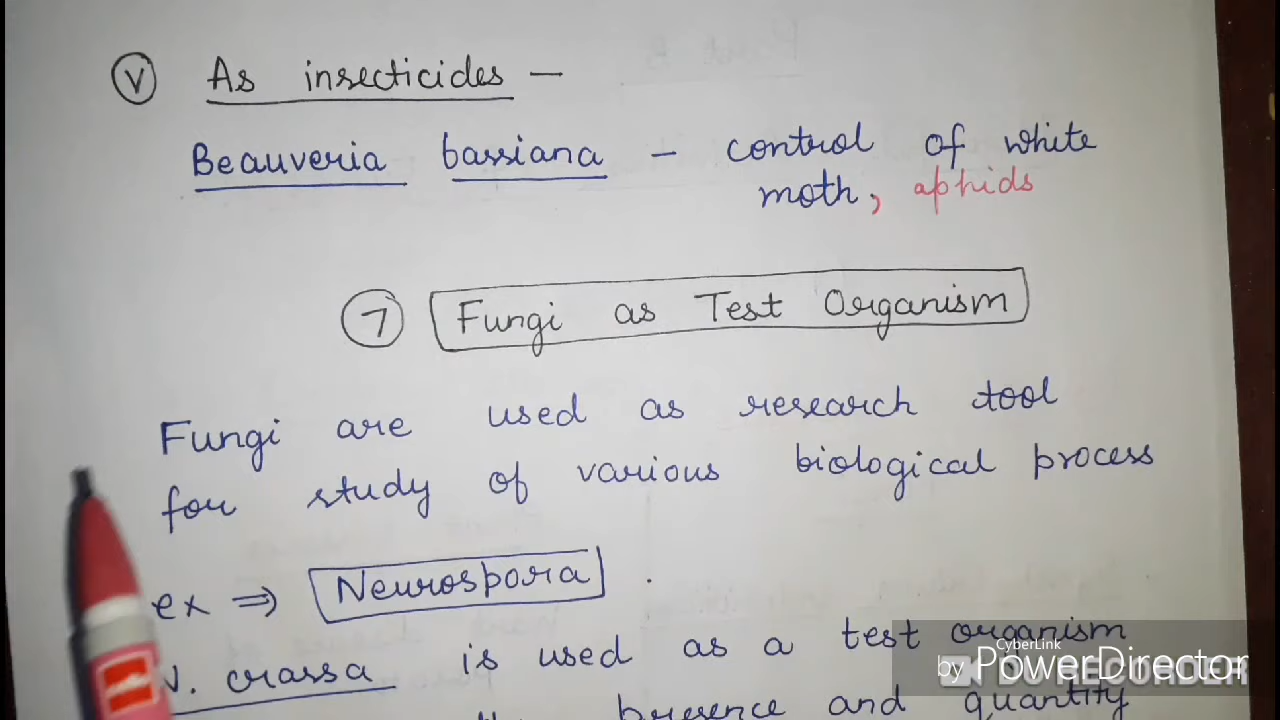 (V) As insecticides —
Beauveria bassiana — control of white
moth, aphids
(7) Fungi as Test Organism
Fungi are used as research tool
for study of various biological process
ex ⇒ Neurospora .
N. crassa is used as a test organism
presence and quantity
CyberLink
by PowerDirector
RECORDER